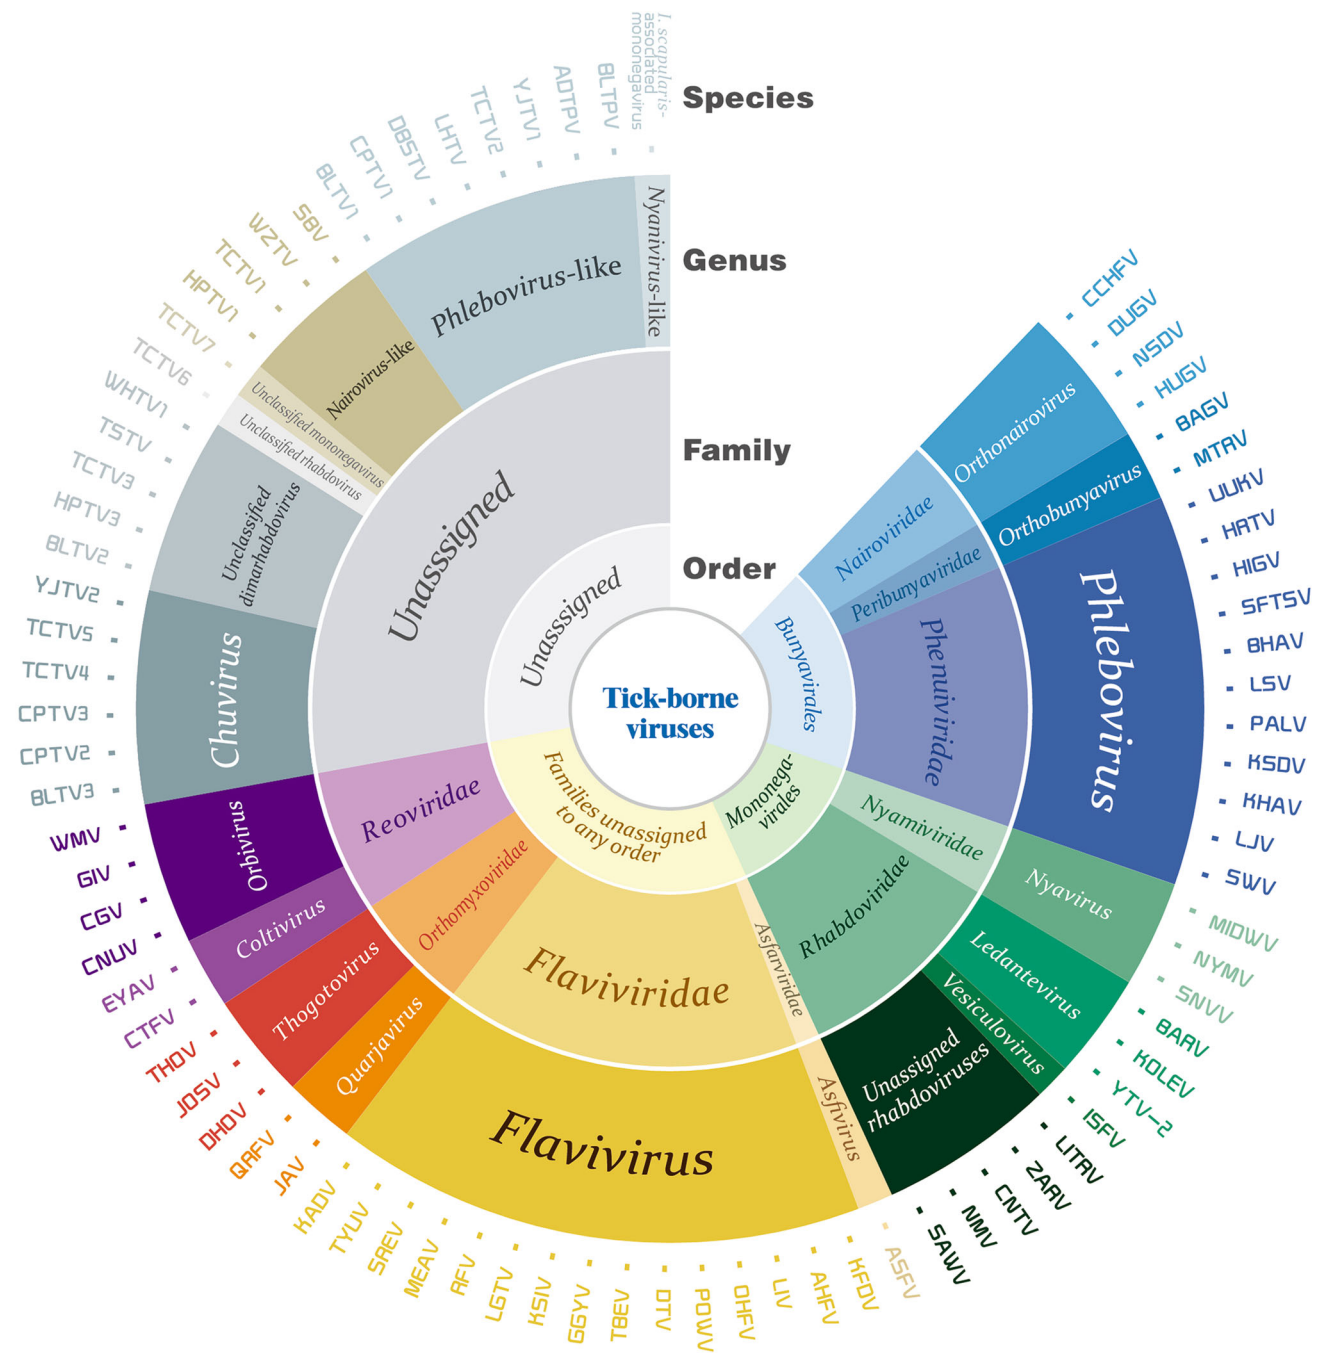 I. scapularis-
associated
mononegavirus
Species
Genus
Family
Order
Tick-borne
viruses
Bunyavirales
Mononega-
virales
Families unassigned
to any order
Unasssigned
Nairoviridae
Peribunyaviridae
Phenuiviridae
Nyamiviridae
Rhabdoviridae
Asfarviridae
Flaviviridae
Orthomyxoviridae
Reoviridae
Unasssigned
Orthonairovirus
Orthobunyavirus
Phlebovirus
Nyavirus
Ledantevirus
Vesiculovirus
Unassigned
rhabdoviruses
Asfivirus
Flavivirus
Quarjavirus
Thogotovirus
Coltivirus
Orbivirus
Chuvirus
Unclassified
dimarhabdovirus
Unclassified rhabdovirus
Unclassified mononegavirus
Nairovirus-like
Phlebovirus-like
Nyanivirus-like
CCHFV
DUGV
NSDV
HUGV
BAGV
MTRV
UUKV
HRTV
HIGV
SFTSV
BHAV
LSV
PALV
KSDV
KHAV
LJV
SWV
MIDWV
NYMV
SNVV
BARV
KOLEV
YTV-2
ISFV
LITRV
ZARV
CNTV
NMV
SAWV
ASFV
KFDV
AHFV
LIV
OHFV
POWV
DTV
TBEV
GGYV
KSIV
LGTV
RFV
MEAV
SREV
TYUV
KADV
JAV
QRFV
DHOV
JOSV
THOV
CTFV
EYAV
CNUV
CGV
GIV
WMV
BLTV3
CPTV2
CPTV3
TCTV4
TCTV5
YJTV2
BLTV2
HPTV3
TCTV3
TSTV
WHTV1
TCTV6
TCTV7
HPTV1
TCTV1
WZTV
SBV
BLTV1
CPTV1
DBSTV
LHTV
TCTV2
YJTV1
ADTPV
BLTPV